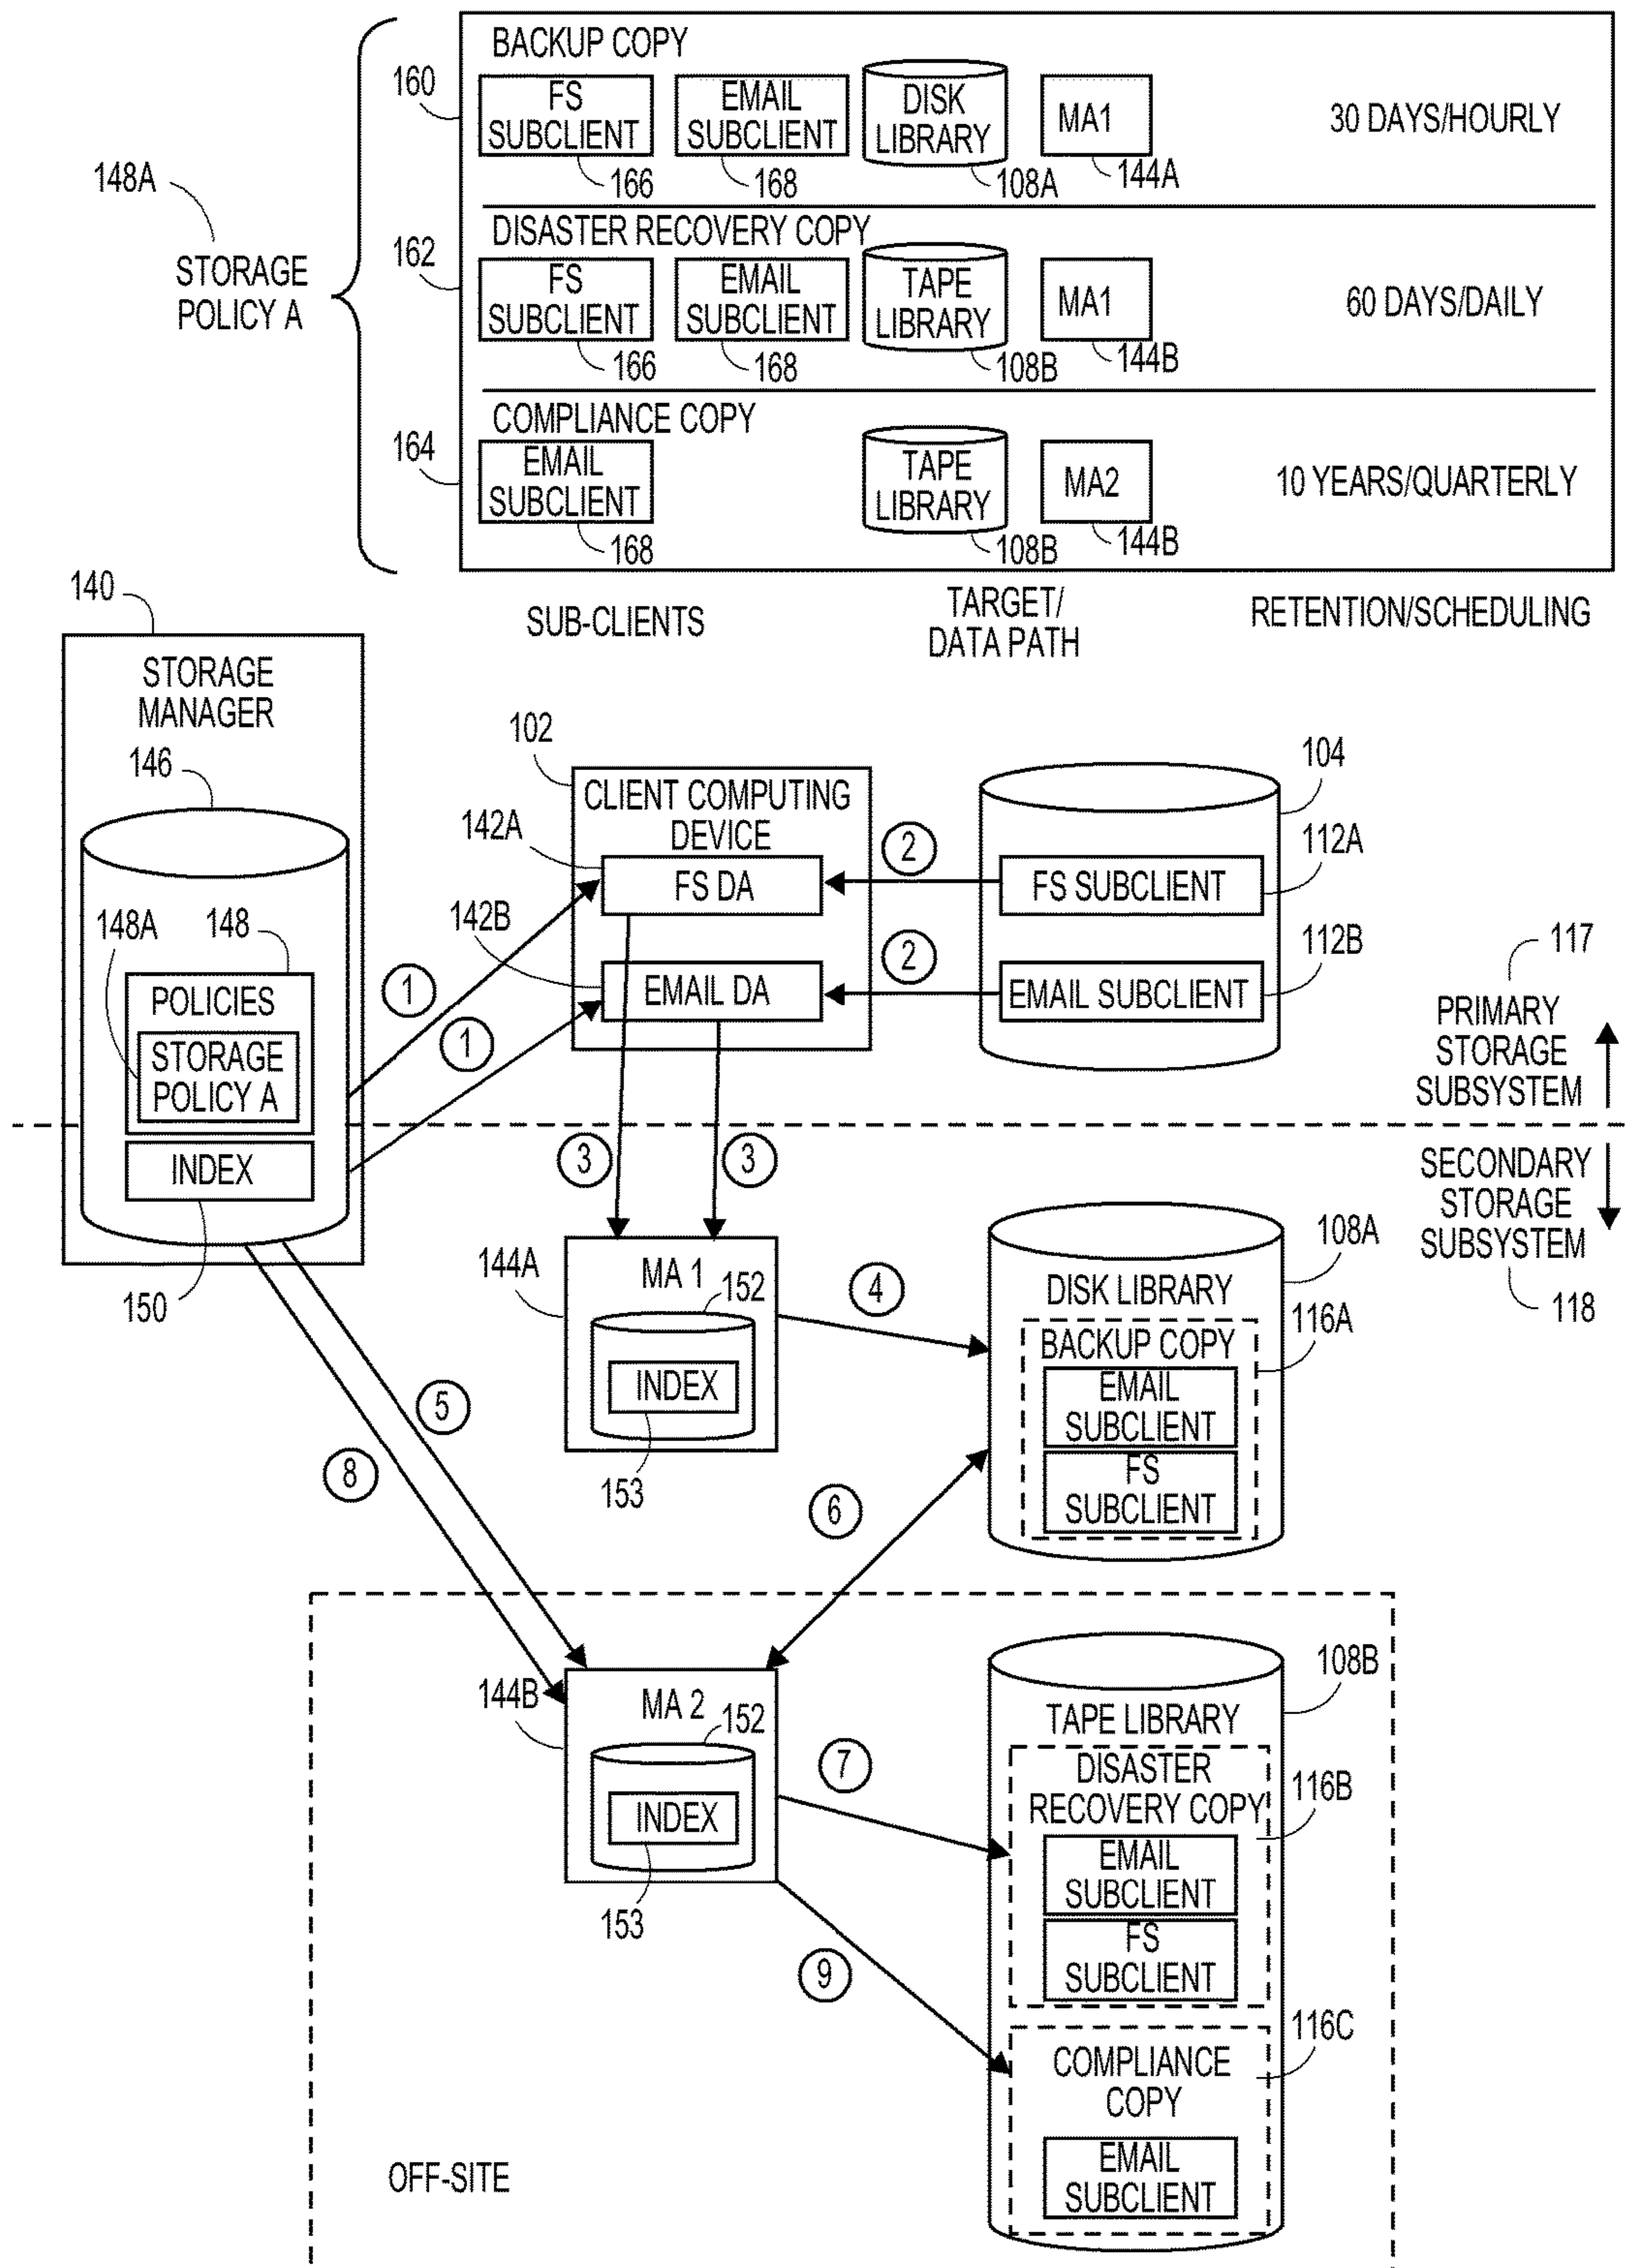 BACKUP COPY
160
FS
SUBCLIENT
166
EMAIL
SUBCLIENT
168
DISK
LIBRARY
108A
MA1
144A
30 DAYS/HOURLY
148A
STORAGE
POLICY A
DISASTER RECOVERY COPY
162
FS
SUBCLIENT
166
EMAIL
SUBCLIENT
168
TAPE
LIBRARY
108B
MA1
144B
60 DAYS/DAILY
COMPLIANCE COPY
164
EMAIL
SUBCLIENT
168
TAPE
LIBRARY
108B
MA2
144B
10 YEARS/QUARTERLY
SUB-CLIENTS
TARGET/
DATA PATH
RETENTION/SCHEDULING
140
STORAGE
MANAGER
146
148A
148
POLICIES
STORAGE
POLICY A
INDEX
150
1
1
102
CLIENT COMPUTING
DEVICE
142A
FS DA
142B
EMAIL DA
2
2
104
FS SUBCLIENT
112A
EMAIL SUBCLIENT
112B
117
PRIMARY
STORAGE
SUBSYSTEM
SECONDARY
STORAGE
SUBSYSTEM
118
3
3
144A
MA 1
152
INDEX
153
4
108A
DISK LIBRARY
116A
BACKUP COPY
EMAIL
SUBCLIENT
FS
SUBCLIENT
5
8
6
144B
MA 2
152
INDEX
153
7
9
108B
TAPE LIBRARY
DISASTER
RECOVERY COPY
116B
EMAIL
SUBCLIENT
FS
SUBCLIENT
116C
COMPLIANCE
COPY
EMAIL
SUBCLIENT
OFF-SITE